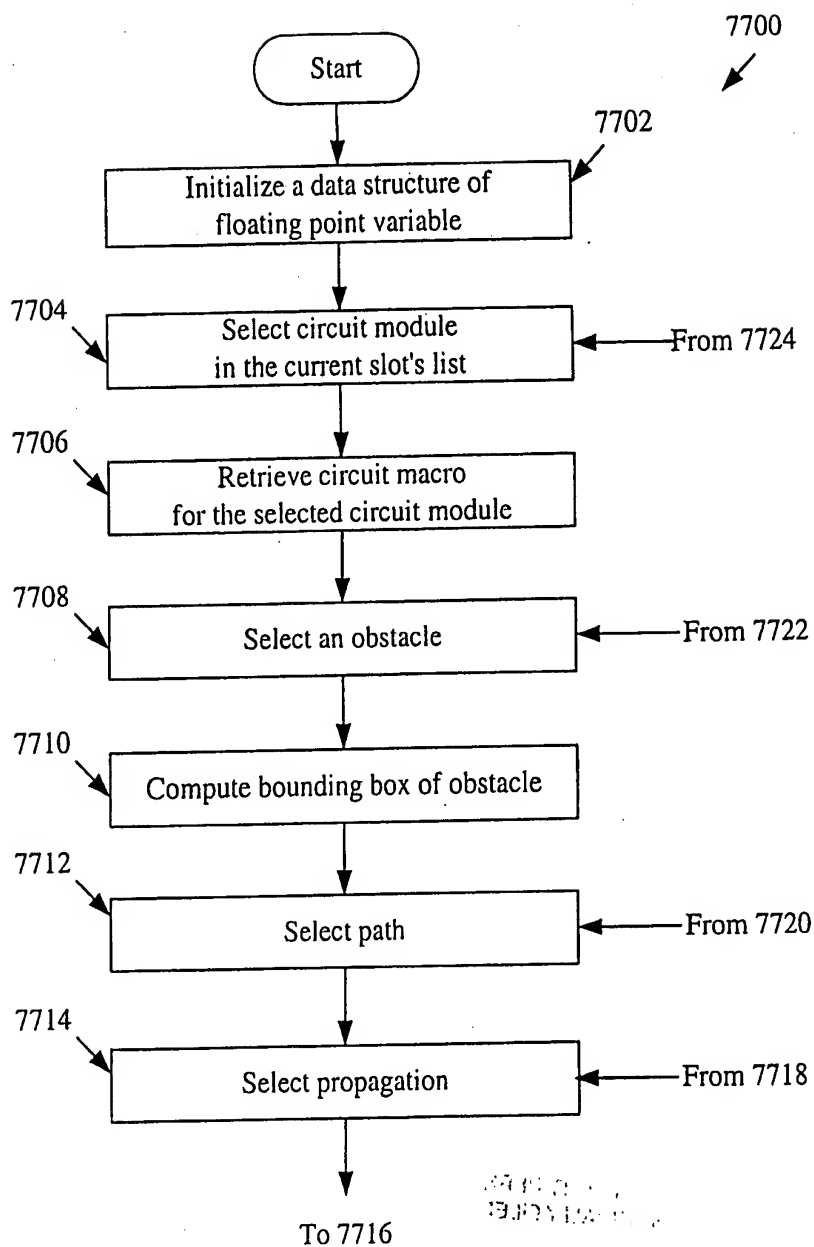 7700
Start
7702
Initialize a data structure of
floating point variable
7704
Select circuit module
in the current slot's list
From 7724
7706
Retrieve circuit macro
for the selected circuit module
7708
Select an obstacle
From 7722
7710
Compute bounding box of obstacle
7712
Select path
From 7720
7714
Select propagation
From 7718
To 7716